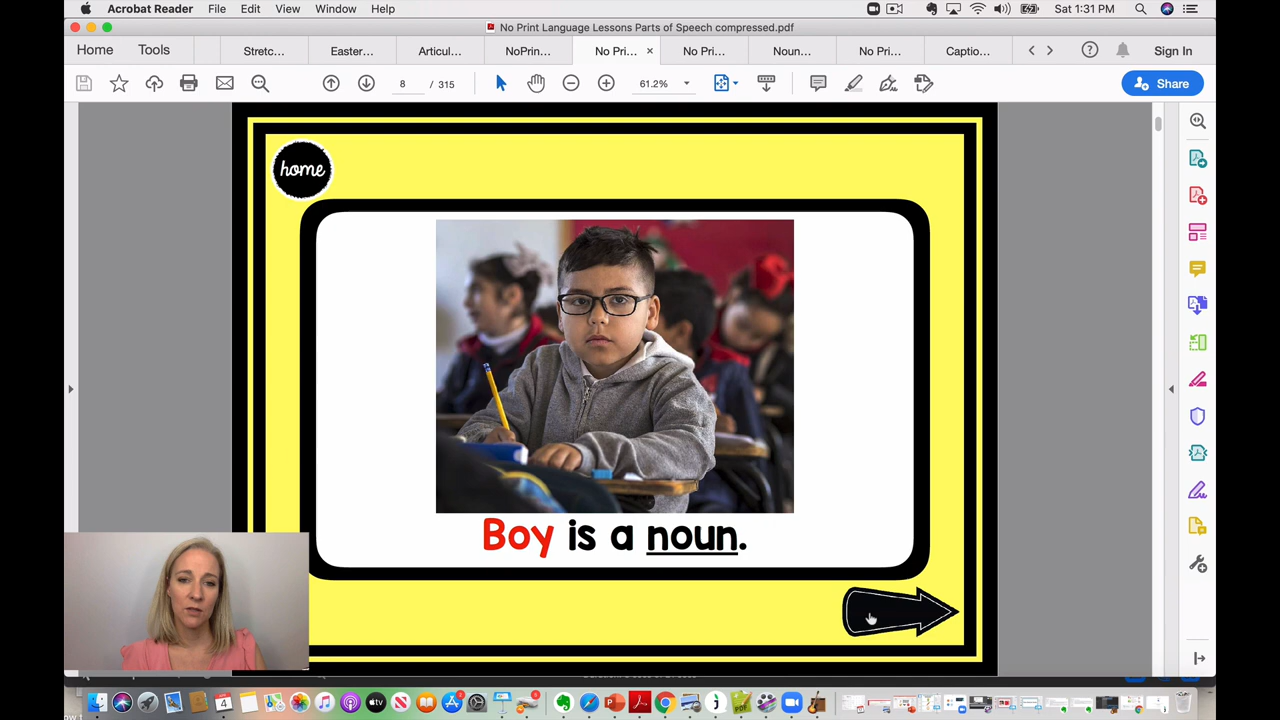 Acrobat Reader File Edit View Window Help Sat 1:31 PM
No Print Language Lessons Parts of Speech compressed.pdf
Home Tools Stretc... Easter... Articul... NoPrin... No Pri... × No Pri... Noun... No Pri... Captio... Sign In
8 / 315 61.2% Share
home
Boy is a noun.